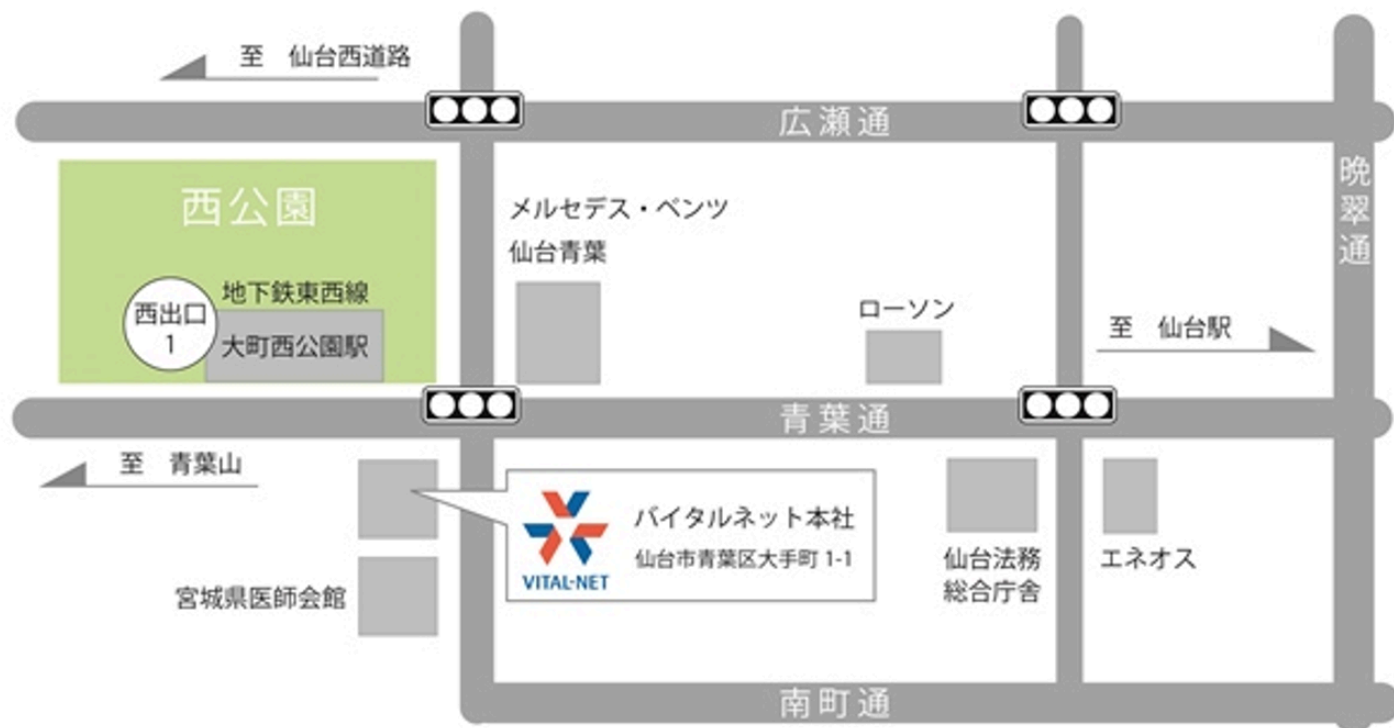 至 仙台西道路
広瀬通
西公園
メルセデス・ベンツ
仙台青葉
晩翠通
地下鉄東西線
西出口
1
大町西公園駅
ローソン
至 仙台駅
青葉通
至 青葉山
バイタルネット本社
仙台市青葉区大手町 1-1
VITAL-NET
仙台法務
総合庁舎
エネオス
宮城県医師会館
南町通